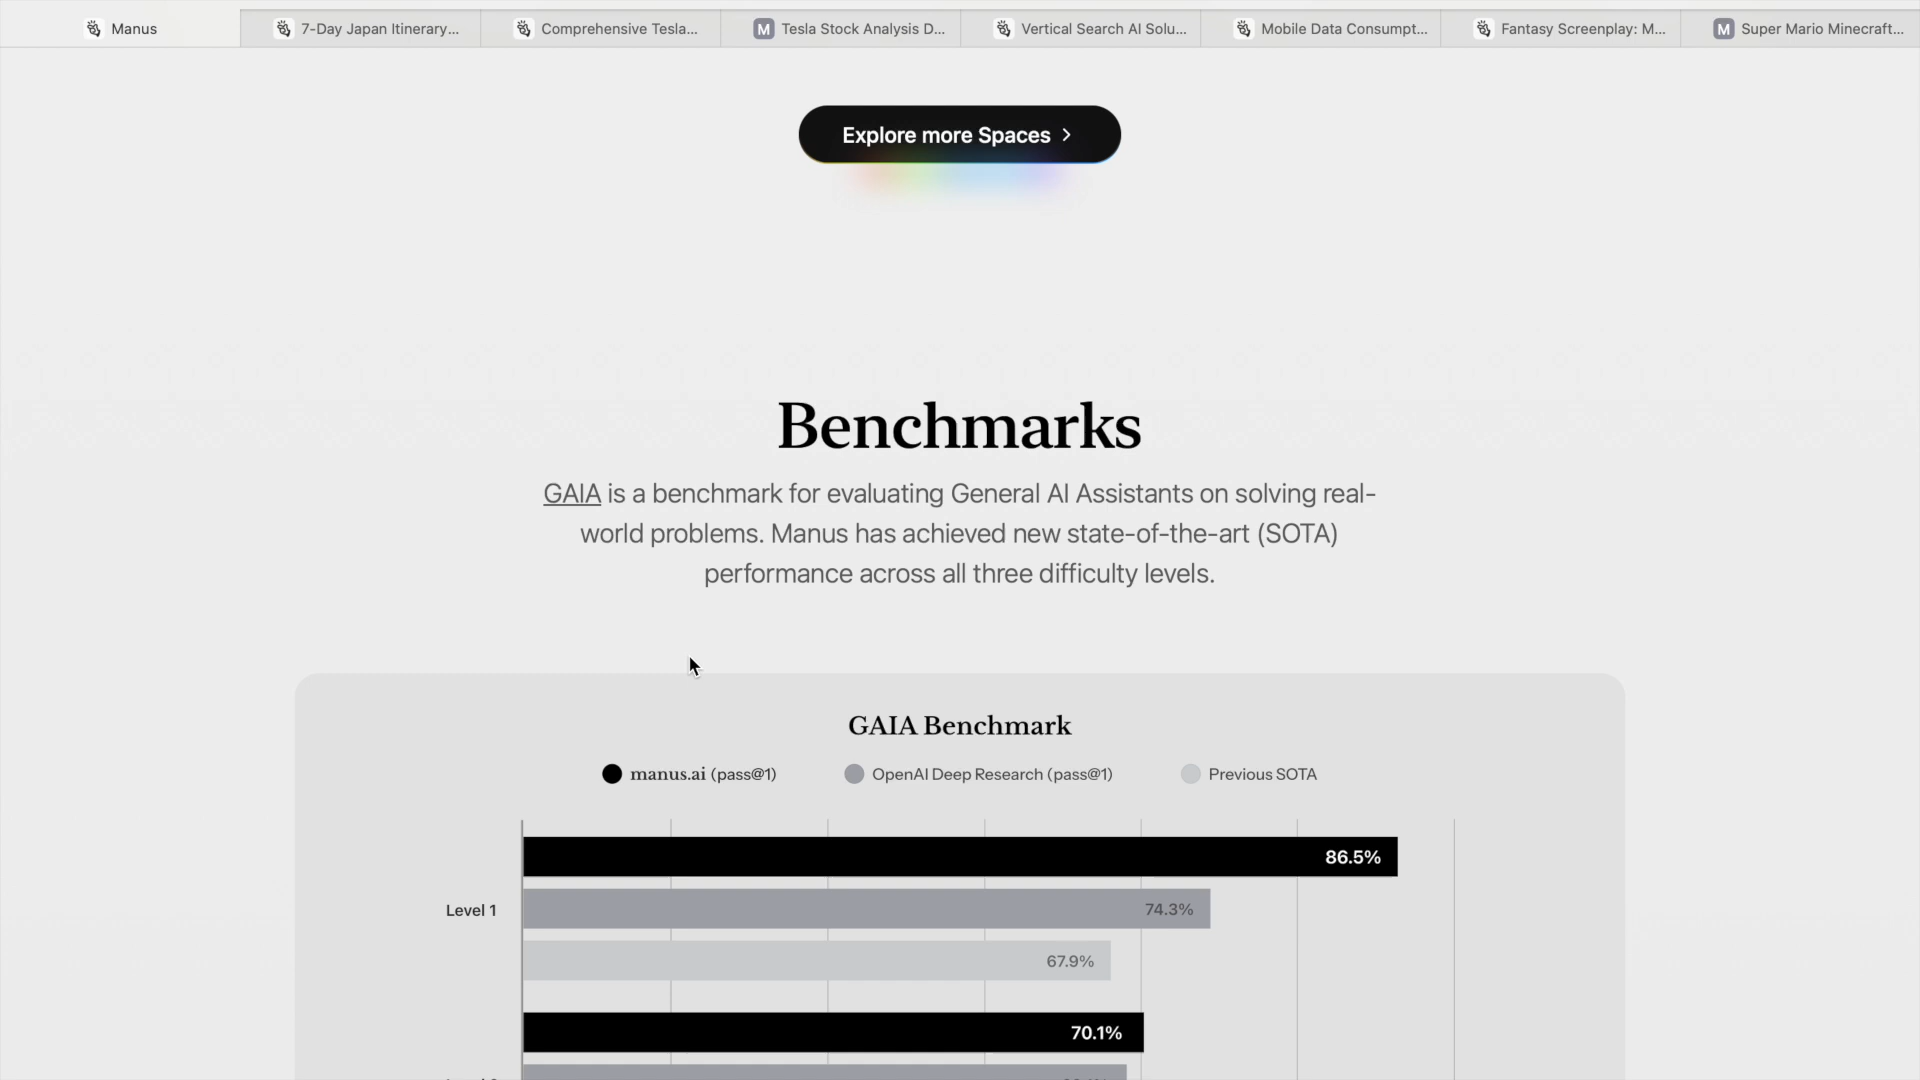 Manus
7-Day Japan Itinerary...
Comprehensive Tesla...
M
Tesla Stock Analysis D...
Vertical Search AI Solu...
Mobile Data Consumpt...
Fantasy Screenplay: M...
M
Super Mario Minecraft...
Explore more Spaces
Benchmarks
GAIA is a benchmark for evaluating General AI Assistants on solving real-
world problems. Manus has achieved new state-of-the-art (SOTA)
performance across all three difficulty levels.
GAIA Benchmark
manus.ai (pass@1)
OpenAI Deep Research (pass@1)
Previous SOTA
86.5%
Level 1
74.3%
67.9%
70.1%